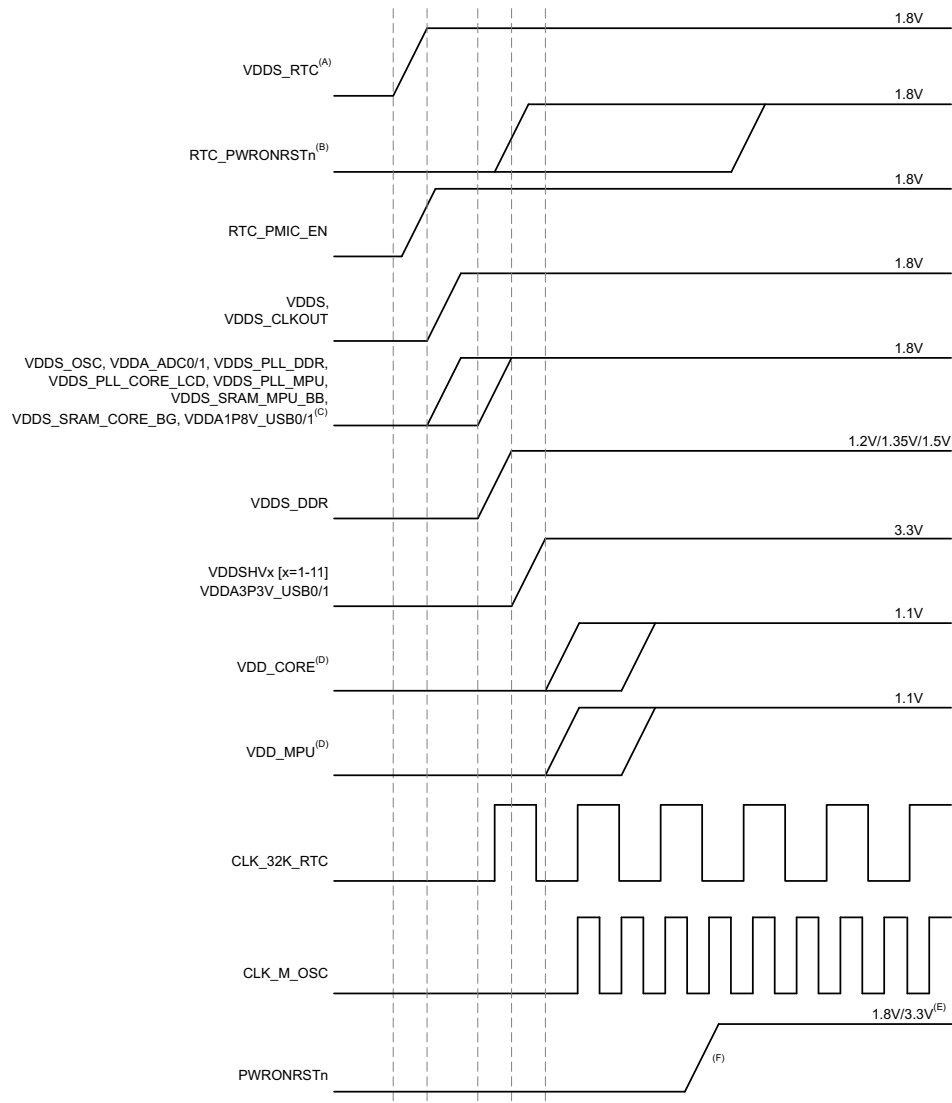 1.8V
VDDS_RTC(A)
1.8V
RTC_PWRONRSTn(B)
1.8V
RTC_PMIC_EN
1.8V
VDDS,
VDDS_CLKOUT
1.8V
VDDS_OSC, VDDA_ADC0/1, VDDS_PLL_DDR,
VDDS_PLL_CORE_LCD, VDDS_PLL_MPU,
VDDS_SRAM_MPU_BB,
VDDS_SRAM_CORE_BG, VDDA1P8V_USB0/1(C)
1.2V/1.35V/1.5V
VDDS_DDR
3.3V
VDDSHVx [x=1-11]
VDDA3P3V_USB0/1
1.1V
VDD_CORE(D)
1.1V
VDD_MPU(D)
CLK_32K_RTC
CLK_M_OSC
1.8V/3.3V(E)
(F)
PWRONRSTn